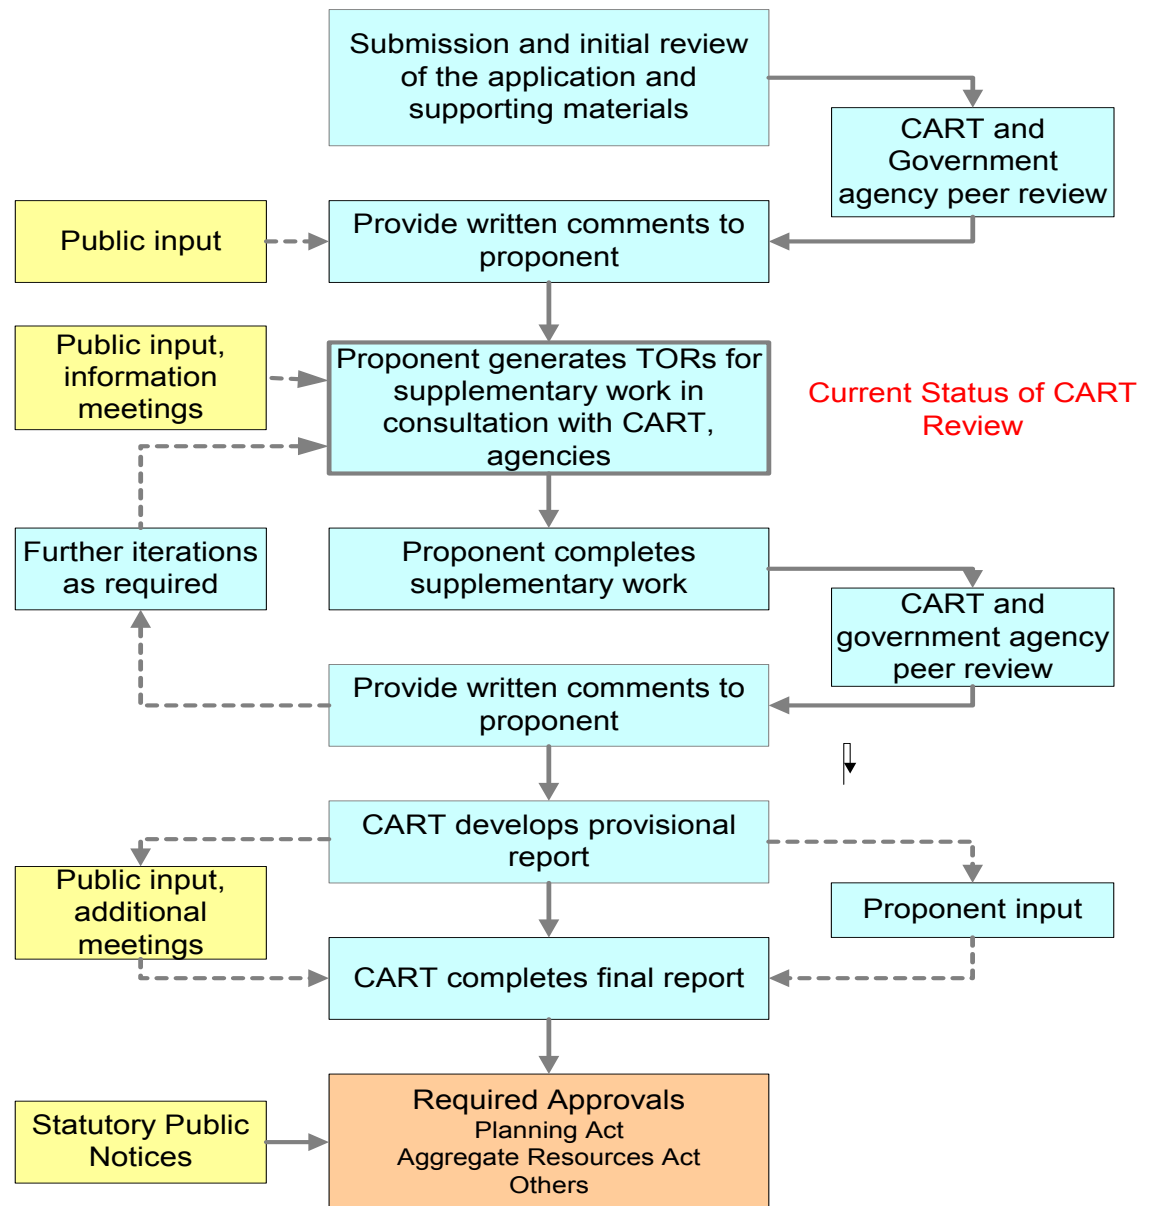 Submission and initial review
of the application and
supporting materials
CART and
Government
agency peer review
Public input
Provide written comments to
proponent
Public input,
information
meetings
Proponent generates TORs for
supplementary work in
consultation with CART,
agencies
Current Status of CART
Review
Further iterations
as required
Proponent completes
supplementary work
CART and
government agency
peer review
Provide written comments to
proponent
CART develops provisional
report
Public input,
additional
meetings
Proponent input
CART completes final report
Statutory Public
Notices
Required Approvals
Planning Act
Aggregate Resources Act
Others